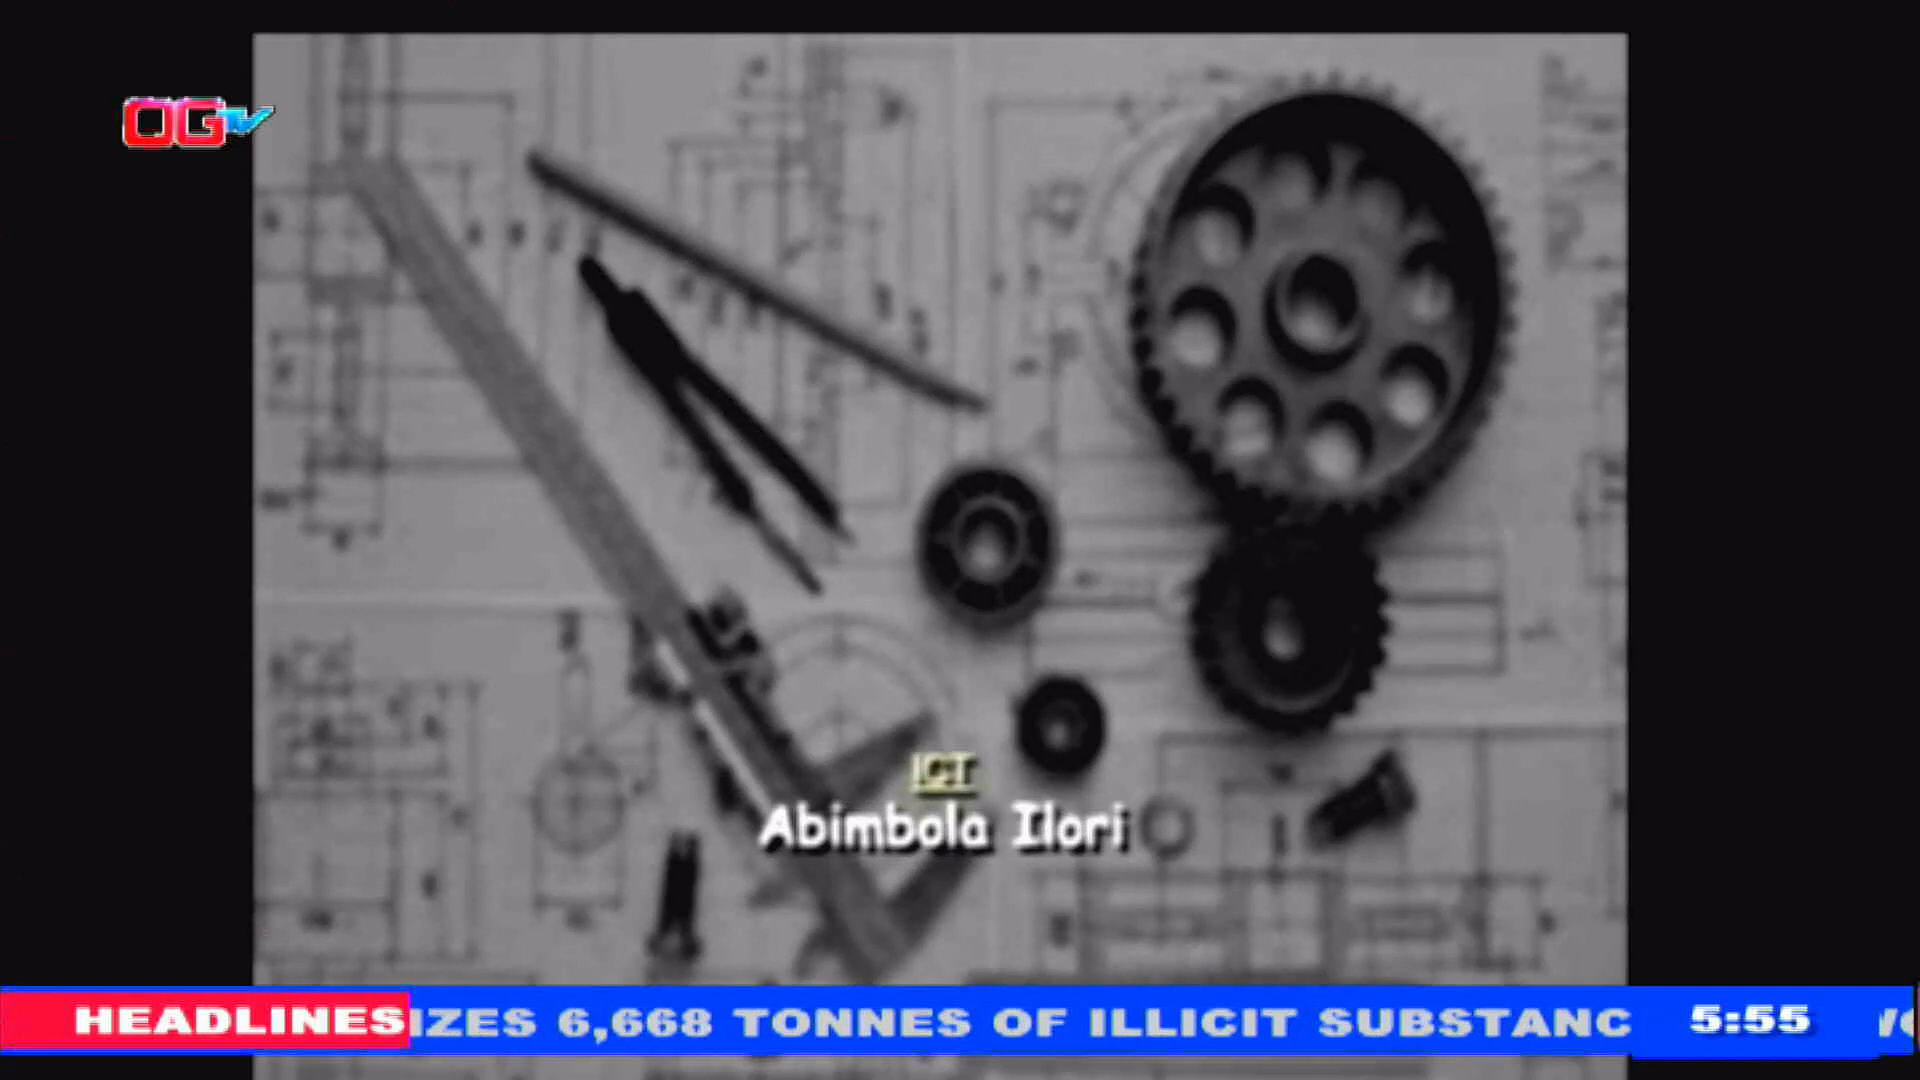 OGTV
ICT
Abimbola Ilori
HEADLINES
IZES 6,668 TONNES OF ILLICIT SUBSTANC
5:55